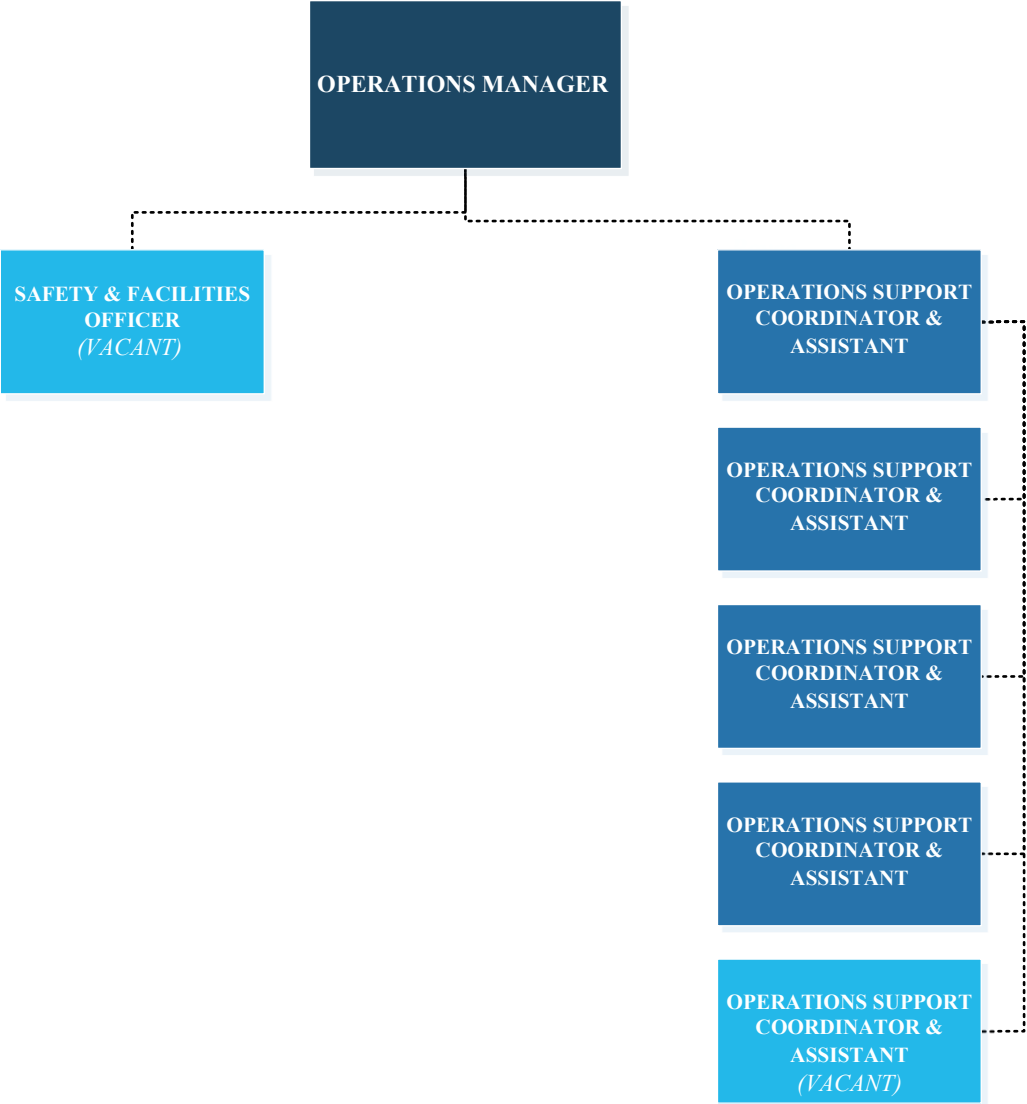 OPERATIONS MANAGER
SAFETY & FACILITIES
OFFICER
(VACANT)
OPERATIONS SUPPORT
COORDINATOR &
ASSISTANT
OPERATIONS SUPPORT
COORDINATOR &
ASSISTANT
OPERATIONS SUPPORT
COORDINATOR &
ASSISTANT
OPERATIONS SUPPORT
COORDINATOR &
ASSISTANT
OPERATIONS SUPPORT
COORDINATOR &
ASSISTANT
(VACANT)